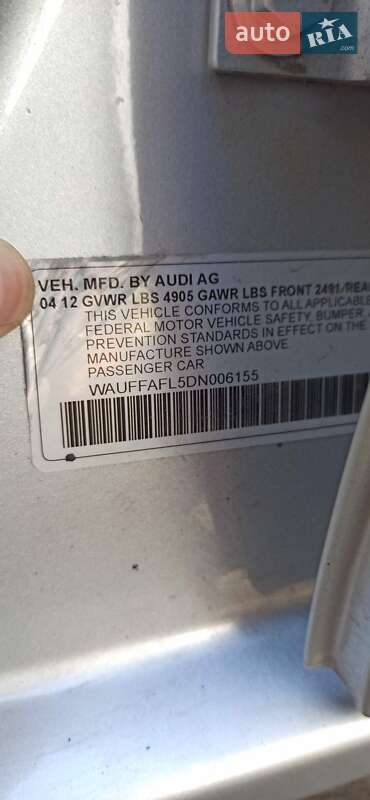 auto RIA
VEH. MFD. BY AUDI AG
04 12 GVWR LBS 4905 GAWR LBS FRONT 2491/REA
THIS VEHICLE CONFORMS TO ALL APPLICABLE
FEDERAL MOTOR VEHICLE SAFETY, BUMPER,
PREVENTION STANDARDS IN EFFECT ON THE
MANUFACTURE SHOWN ABOVE.
PASSENGER CAR
WAUFFAFL5DN006155